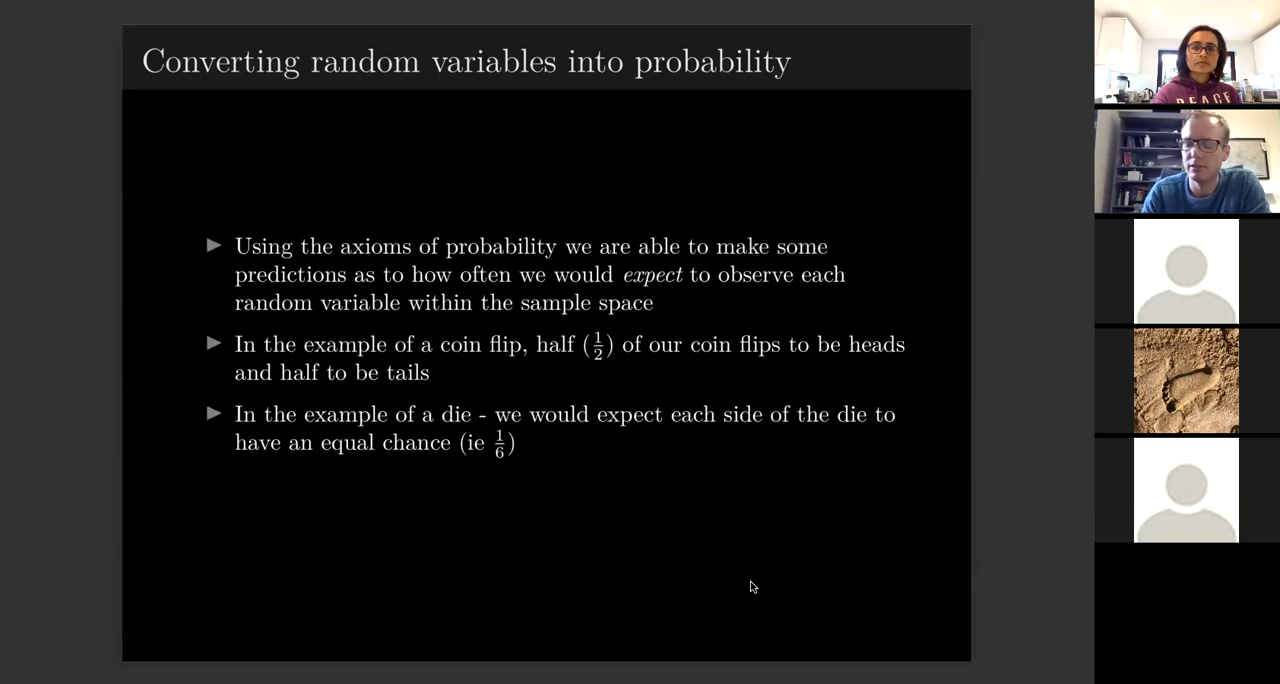 Converting random variables into probability
▶ Using the axioms of probability we are able to make some
predictions as to how often we would expect to observe each
random variable within the sample space
▶ In the example of a coin flip, half (1/2) of our coin flips to be heads
and half to be tails
▶ In the example of a die - we would expect each side of the die to
have an equal chance (ie 1/6)
PEACE